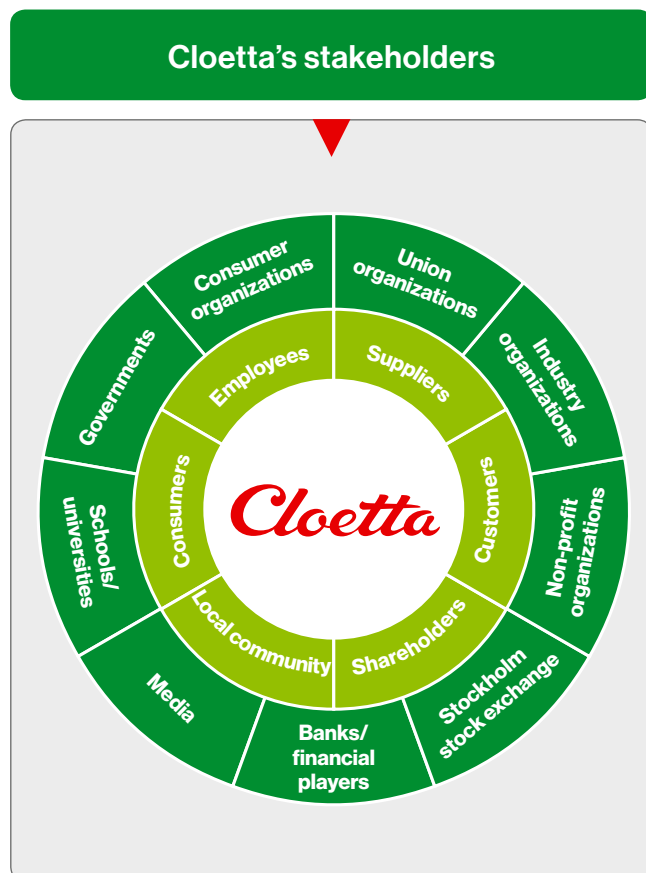 Cloetta’s stakeholders
Consumer
organizations
Union
organizations
Industry
organizations
Non-profit
organizations
Stockholm
stock exchange
Banks/
financial
players
Media
Schools/
universities
Governments
Employees
Suppliers
Customers
Shareholders
Local community
Consumers
Cloetta